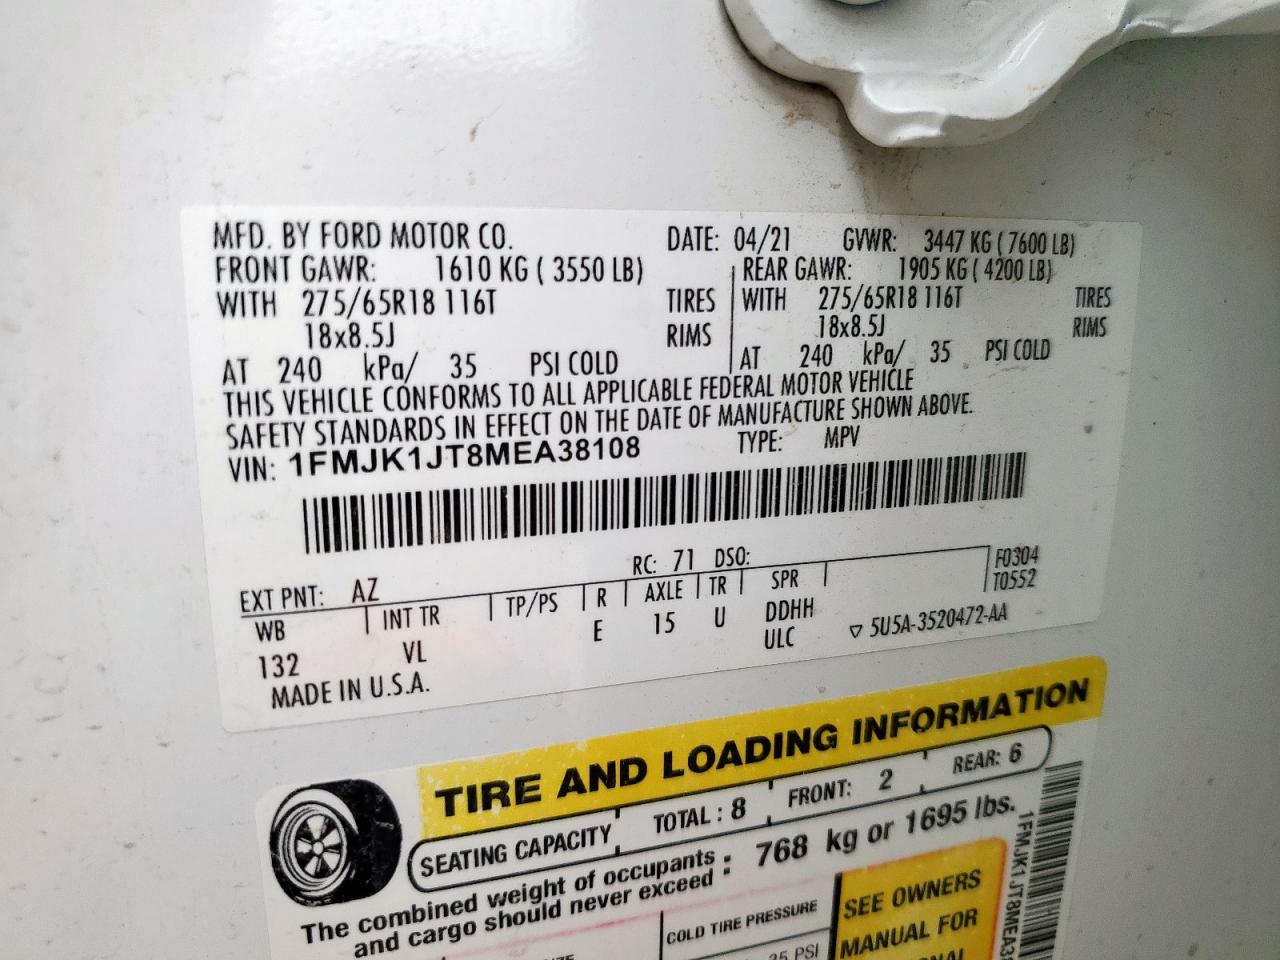 MFD. BY FORD MOTOR CO. DATE: 04/21 GVWR: 3447 KG ( 7600 LB)
FRONT GAWR: 1610 KG ( 3550 LB) REAR GAWR: 1905 KG ( 4200 LB)
WITH 275/65R18 116T TIRES WITH 275/65R18 116T TIRES
18x8.5J RIMS 18x8.5J RIMS
AT 240 kPa/ 35 PSI COLD AT 240 kPa/ 35 PSI COLD
THIS VEHICLE CONFORMS TO ALL APPLICABLE FEDERAL MOTOR VEHICLE
SAFETY STANDARDS IN EFFECT ON THE DATE OF MANUFACTURE SHOWN ABOVE.
VIN: 1FMJK1JT8MEA38108 TYPE: MPV
EXT PNT: AZ RC: 71 DSO: F0304
WB INT TR TP/PS R AXLE TR SPR T0552
132 VL E 15 U DDHH
ULC ▽ 5U5A-3520472-AA
MADE IN U.S.A.
TIRE AND LOADING INFORMATION
SEATING CAPACITY TOTAL : 8 FRONT: 2 REAR: 6
The combined weight of occupants : 768 kg or 1695 lbs.
and cargo should never exceed :
COLD TIRE PRESSURE
35 PSI
SEE OWNERS
MANUAL FOR
1FMJK1JT8MEA3